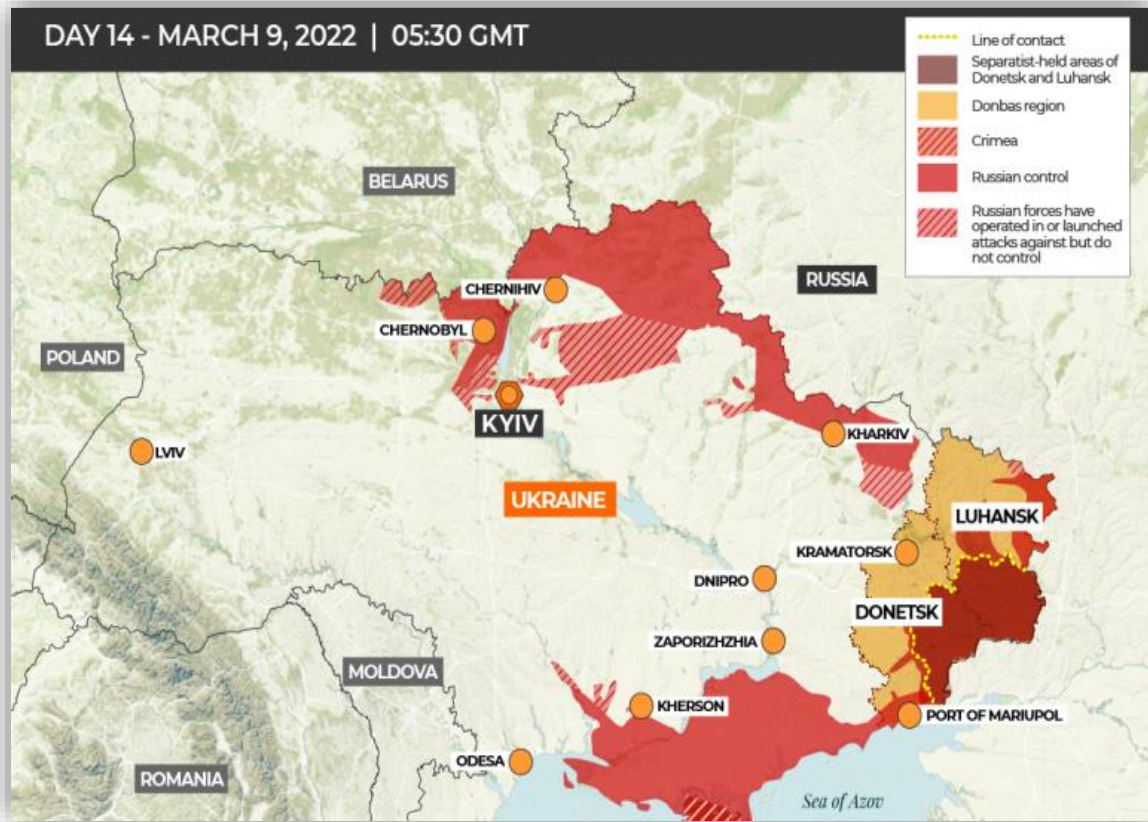 DAY 14 - MARCH 9, 2022 | 05:30 GMT
Line of contact
Separatist-held areas of
Donetsk and Luhansk
Donbas region
Crimea
Russian control
Russian forces have
operated in or launched
attacks against but do
not control
BELARUS
RUSSIA
CHERNIHIV
CHERNOBYL
POLAND
KYIV
KHARKIV
LVIV
UKRAINE
LUHANSK
KRAMATORSK
DNIPRO
DONETSK
ZAPORIZHZHIA
MOLDOVA
KHERSON
PORT OF MARIUPOL
ODESA
ROMANIA
Sea of Azov